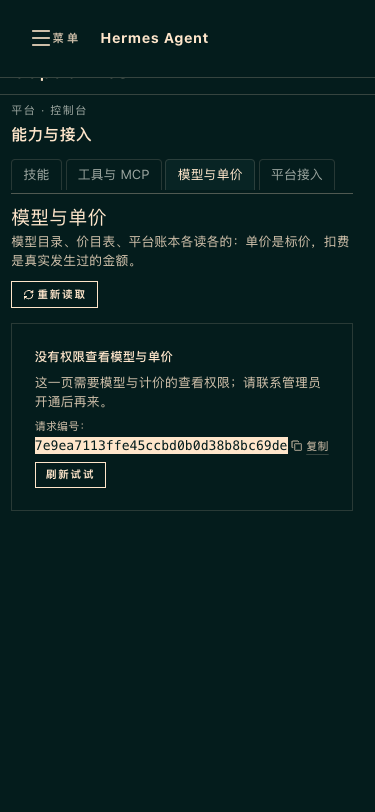 菜单 Hermes Agent
平台 · 控制台
能力与接入
技能 工具与 MCP 模型与单价 平台接入
模型与单价
模型目录、价目表、平台账本各读各的：单价是标价，扣费
是真实发生过的金额。
重新读取
没有权限查看模型与单价
这一页需要模型与计价的查看权限；请联系管理员
开通后再来。
请求编号：
7e9ea7113ffe45ccbd0b0d38b8bc69de 复制
刷新试试